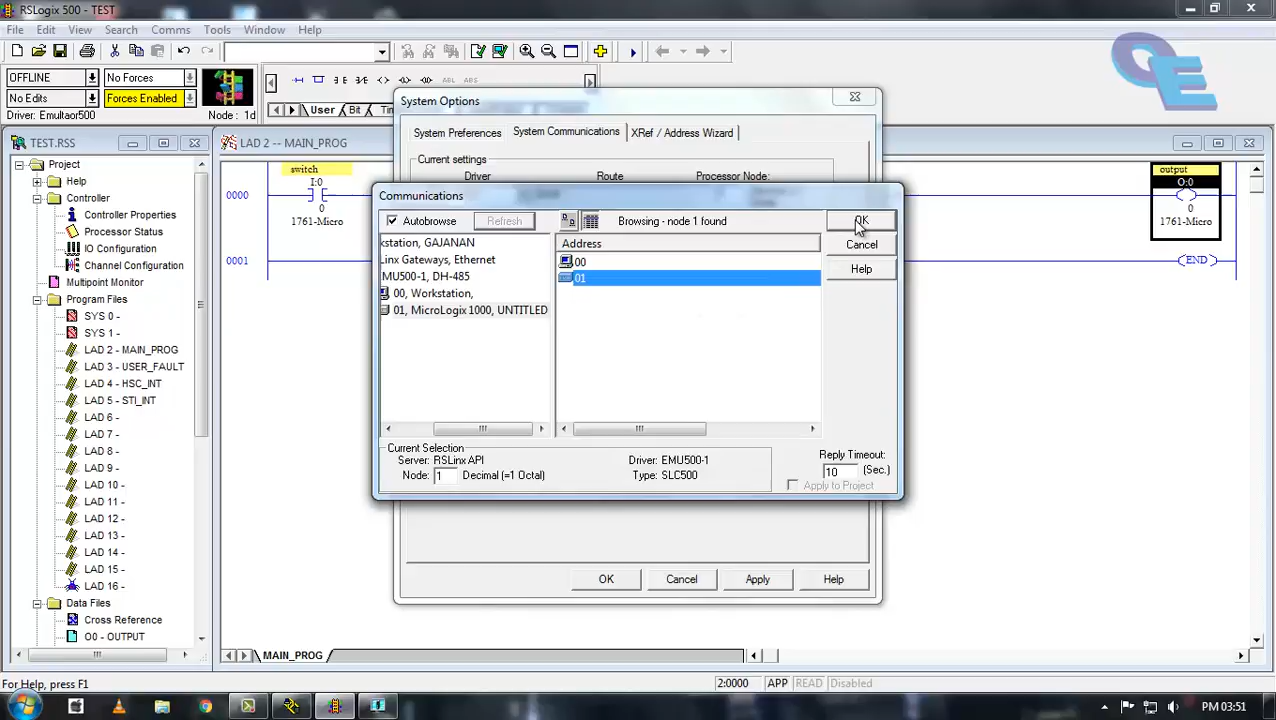 RSLogix 500 - TEST
File Edit View Search Comms Tools Window Help
OFFLINE No Forces
No Edits Forces Enabled
Driver: Emultaor500 Node : 1d
User Bit
TEST.RSS
Project
Help
Controller
Controller Properties
Processor Status
IO Configuration
Channel Configuration
Multipoint Monitor
Program Files
SYS 0 -
SYS 1 -
LAD 2 - MAIN_PROG
LAD 3 - USER_FAULT
LAD 4 - HSC_INT
LAD 5 - STI_INT
LAD 6 -
LAD 7 -
LAD 8 -
LAD 9 -
LAD 10 -
LAD 11 -
LAD 12 -
LAD 13 -
LAD 14 -
LAD 15 -
LAD 16 -
Data Files
Cross Reference
O0 - OUTPUT
LAD 2 -- MAIN_PROG
switch
I:0
0000
0
1761-Micro
output
O:0
0
1761-Micro
0001
END
MAIN_PROG
System Options
System Preferences System Communications XRef / Address Wizard
Current settings
Driver Route Processor Node:
OK Cancel Apply Help
Communications
Autobrowse Refresh Browsing - node 1 found OK
Cancel
Help
kstation, GAJANAN
Linx Gateways, Ethernet
MU500-1, DH-485
00, Workstation,
01, MicroLogix 1000, UNTITLED
Address
00
01
Current Selection
Server: RSLinx API Driver: EMU500-1
Node: 1 Decimal (=1 Octal) Type: SLC500
Reply Timeout:
10 (Sec.)
Apply to Project
For Help, press F1 2:0000 APP READ Disabled
PM 03:51